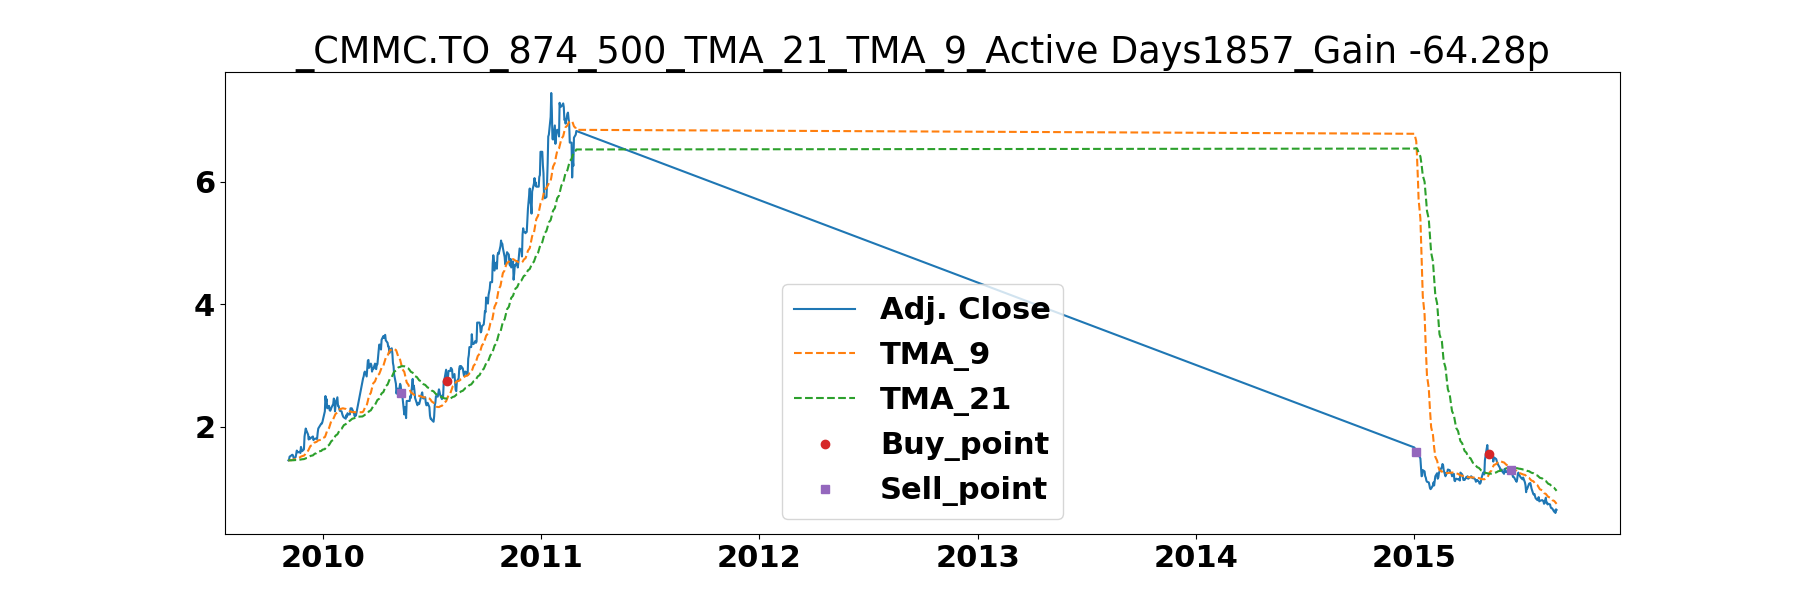 _CMMC.TO_874_500_TMA_21_TMA_9_Active Days1857_Gain -64.28p
6
4
2
Adj. Close
TMA_9
TMA_21
Buy_point
Sell_point
2010 2011 2012 2013 2014 2015